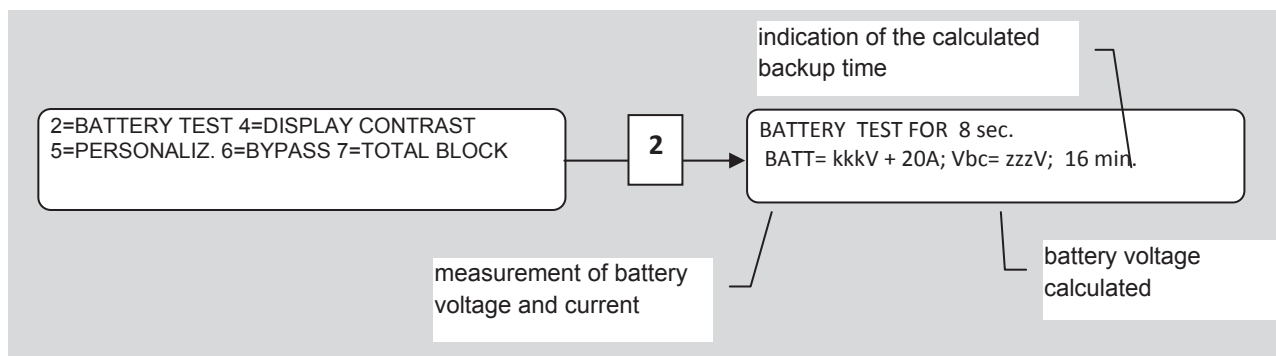 indication of the calculated
backup time
2=BATTERY TEST 4=DISPLAY CONTRAST
5=PERSONALIZ. 6=BYPASS 7=TOTAL BLOCK
2
BATTERY TEST FOR 8 sec.
BATT= kkkV + 20A; Vbc= zzzV; 16 min.
measurement of battery
voltage and current
battery voltage
calculated